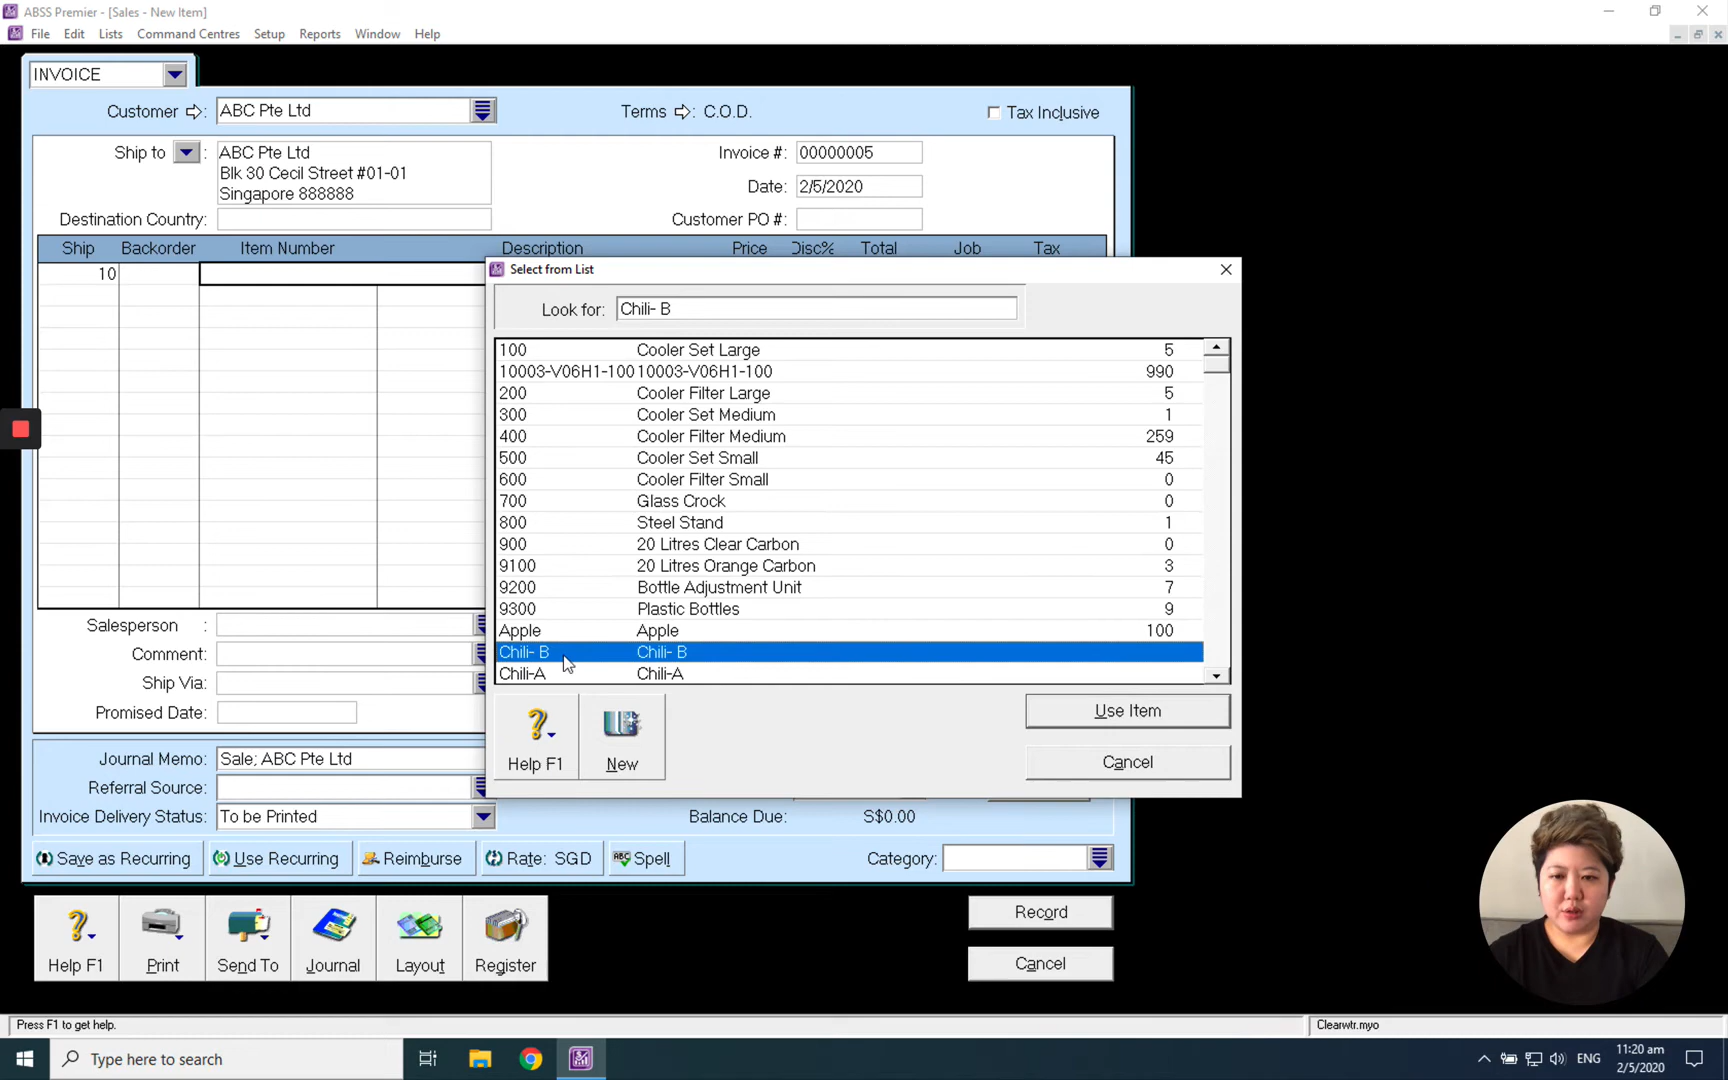 ABSS Premier - [Sales - New Item]
File Edit Lists Command Centres Setup Reports Window Help
INVOICE
Customer : ABC Pte Ltd Terms : C.O.D. Tax Inclusive
Ship to : ABC Pte Ltd Invoice #: 00000005
Blk 30 Cecil Street #01-01 Date: 2/5/2020
Singapore 888888
Destination Country: Customer PO #:
Ship Backorder Item Number Description Price Disc% Total Job Tax
10
Select from List
Look for: Chili- B
100 Cooler Set Large 5
10003-V06H1-100 10003-V06H1-100 990
200 Cooler Filter Large 5
300 Cooler Set Medium 1
400 Cooler Filter Medium 259
500 Cooler Set Small 45
600 Cooler Filter Small 0
700 Glass Crock 0
800 Steel Stand 1
900 20 Litres Clear Carbon 0
9100 20 Litres Orange Carbon 3
9200 Bottle Adjustment Unit 7
9300 Plastic Bottles 9
Apple Apple 100
Chili- B Chili- B
Chili-A Chili-A
Help F1 New Use Item
Cancel
Salesperson :
Comment:
Ship Via:
Promised Date:
Journal Memo: Sale; ABC Pte Ltd
Referral Source:
Invoice Delivery Status: To be Printed Balance Due: S$0.00
Save as Recurring Use Recurring Reimburse Rate: SGD ABC Spell Category:
Help F1 Print Send To Journal Layout Register Record
Cancel
Press F1 to get help. Clearwtr.myo
Type here to search ENG 11:20 am
2/5/2020